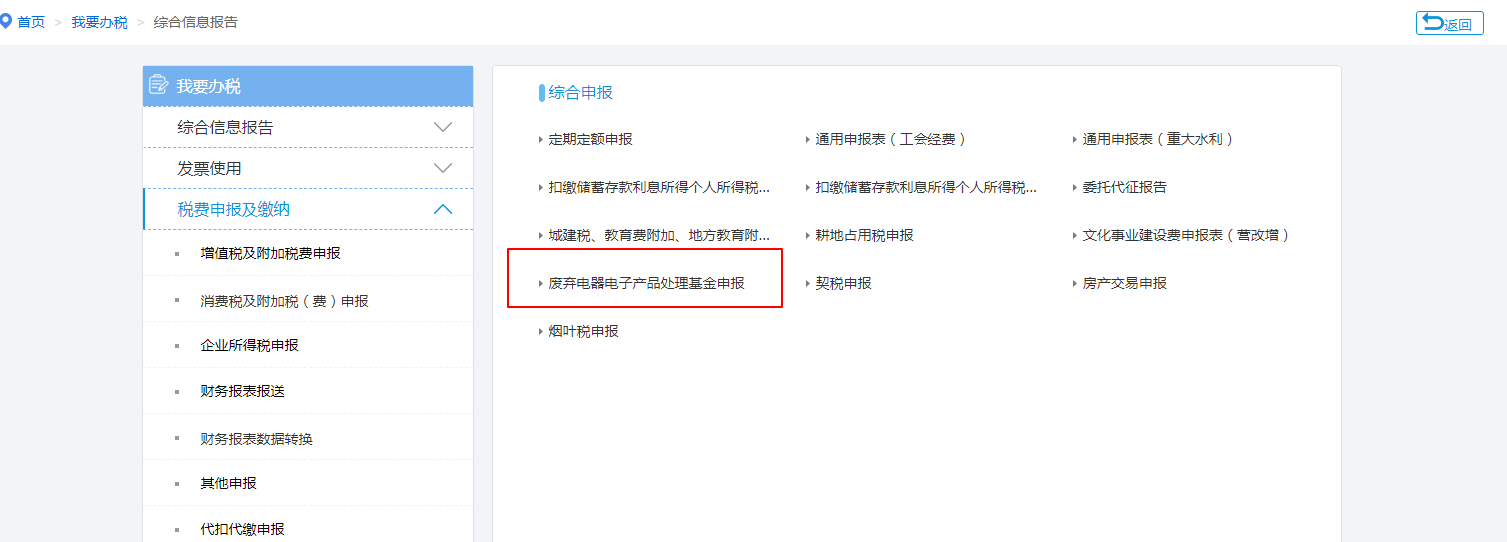 首页 > 我要办税 > 综合信息报告
返回
我要办税
综合信息报告
发票使用
税费申报及缴纳
增值税及附加税费申报
消费税及附加税（费）申报
企业所得税申报
财务报表报送
财务报表数据转换
其他申报
代扣代缴申报
综合申报
定期定额申报 通用申报表（工会经费） 通用申报表（重大水利）
扣缴储蓄存款利息所得个人所得税... 扣缴储蓄存款利息所得个人所得税... 委托代征报告
城建税、教育费附加、地方教育附... 耕地占用税申报 文化事业建设费申报表（营改增）
废弃电器电子产品处理基金申报 契税申报 房产交易申报
烟叶税申报